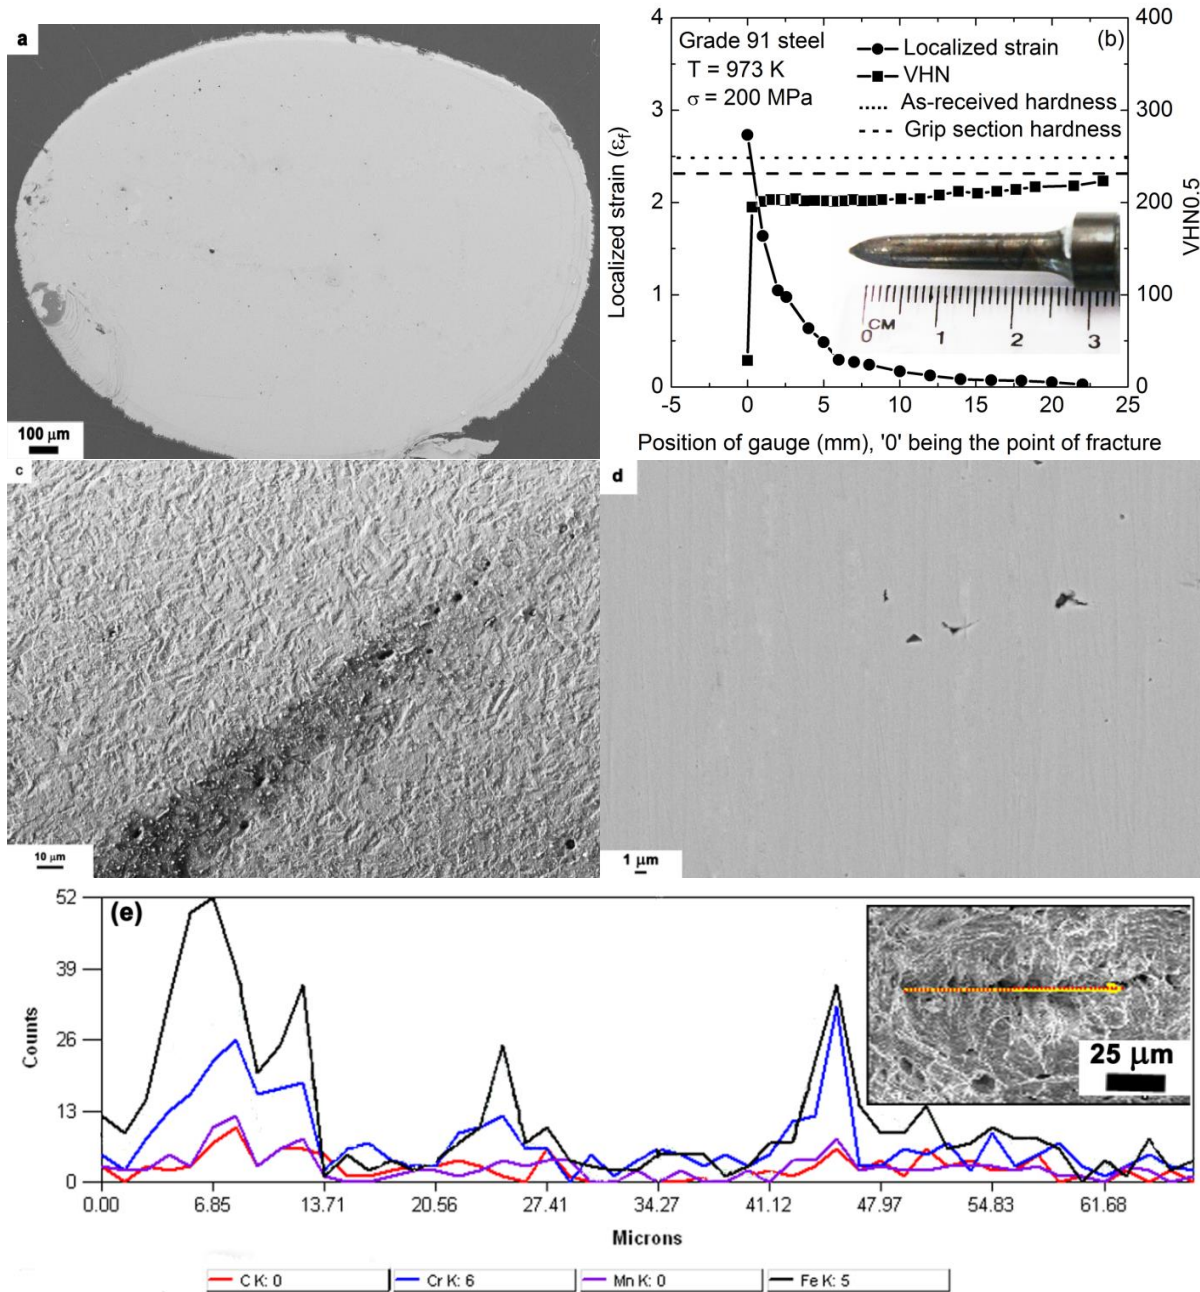 a
100 μm
(b)
Grade 91 steel
T = 973 K
σ = 200 MPa
Localized strain
VHN
As-received hardness
Grip section hardness
4
3
2
1
0
Localized strain (εf)
400
300
200
100
0
VHN0.5
0 CM 1 2 3
-5 0 5 10 15 20 25
Position of gauge (mm), '0' being the point of fracture
c
10 μm
d
1 μm
(e)
52
39
26
13
0
Counts
25 μm
0.00 6.85 13.71 20.56 27.41 34.27 41.12 47.97 54.83 61.68
Microns
C K: 0 Cr K: 6 Mn K: 0 Fe K: 5